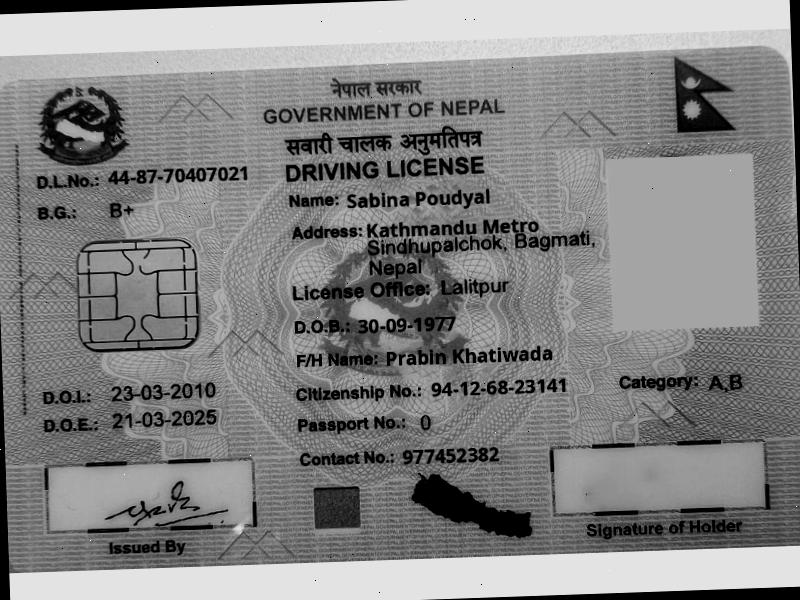 नेपाल सरकार
GOVERNMENT OF NEPAL
सवारी चालक अनुमतिपत्र
DRIVING LICENSE
D.L.No.: 44-87-70407021
B.G.: B+
Name: Sabina Poudyal
Address: Kathmandu Metro
Sindhupalchok, Bagmati,
Nepal
License Office: Lalitpur
D.O.B.: 30-09-1977
F/H Name: Prabin Khatiwada
D.O.I.: 23-03-2010
Citizenship No.: 94-12-68-23141
Category: A,B
D.O.E.: 21-03-2025
Passport No.: 0
Contact No.: 977452382
Issued By
Signature of Holder